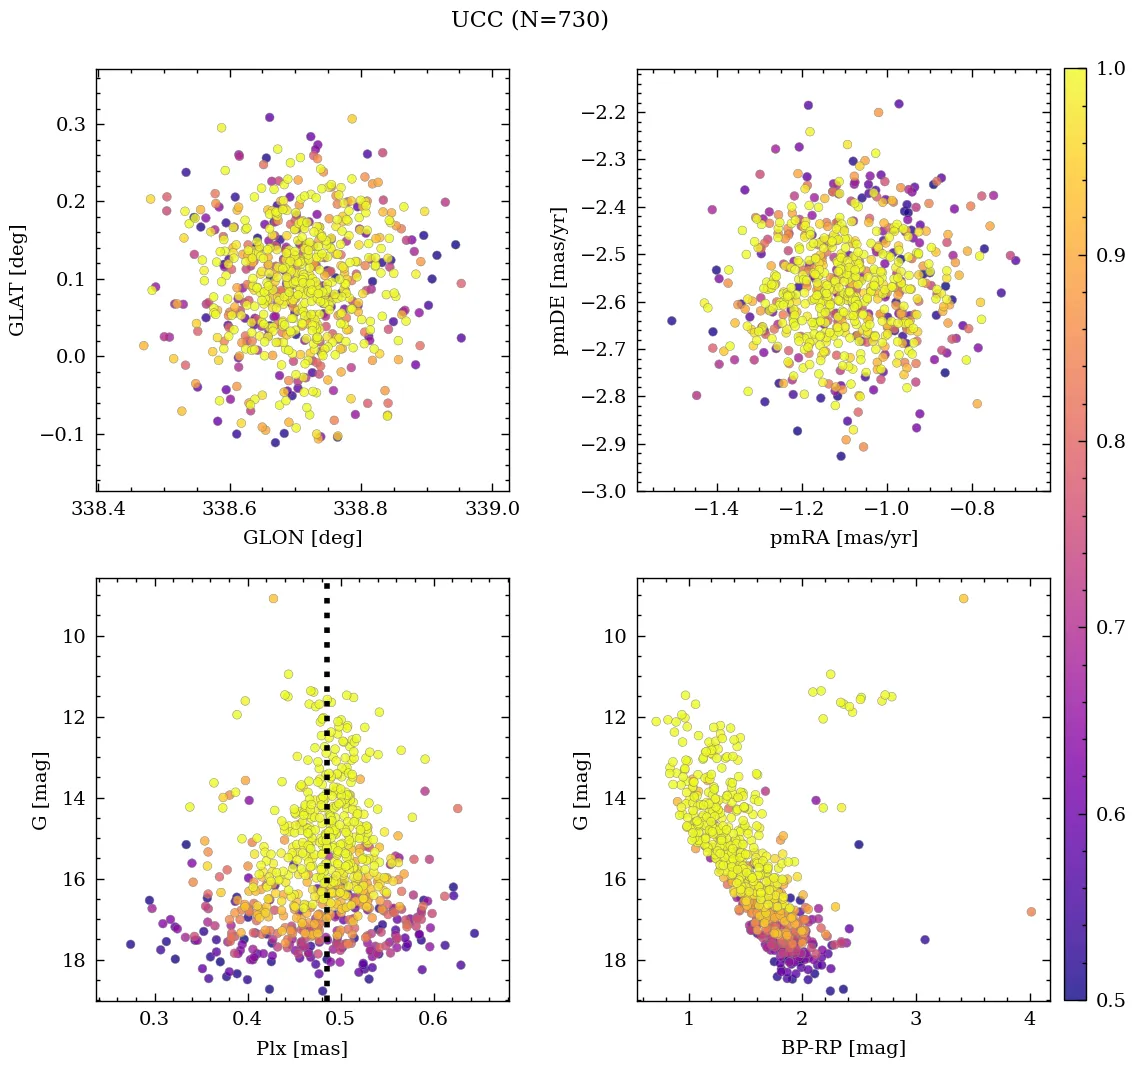 UCC (N=730)
0.3
0.2
0.1
0.0
−0.1
GLAT [deg]
338.4 338.6 338.8 339.0
GLON [deg]
−2.2
−2.3
−2.4
−2.5
−2.6
−2.7
−2.8
−2.9
−3.0
pmDE [mas/yr]
−1.4 −1.2 −1.0 −0.8
pmRA [mas/yr]
10
12
14
16
18
G [mag]
0.3 0.4 0.5 0.6
Plx [mas]
10
12
14
16
18
G [mag]
1 2 3 4
BP-RP [mag]
1.0
0.9
0.8
0.7
0.6
0.5